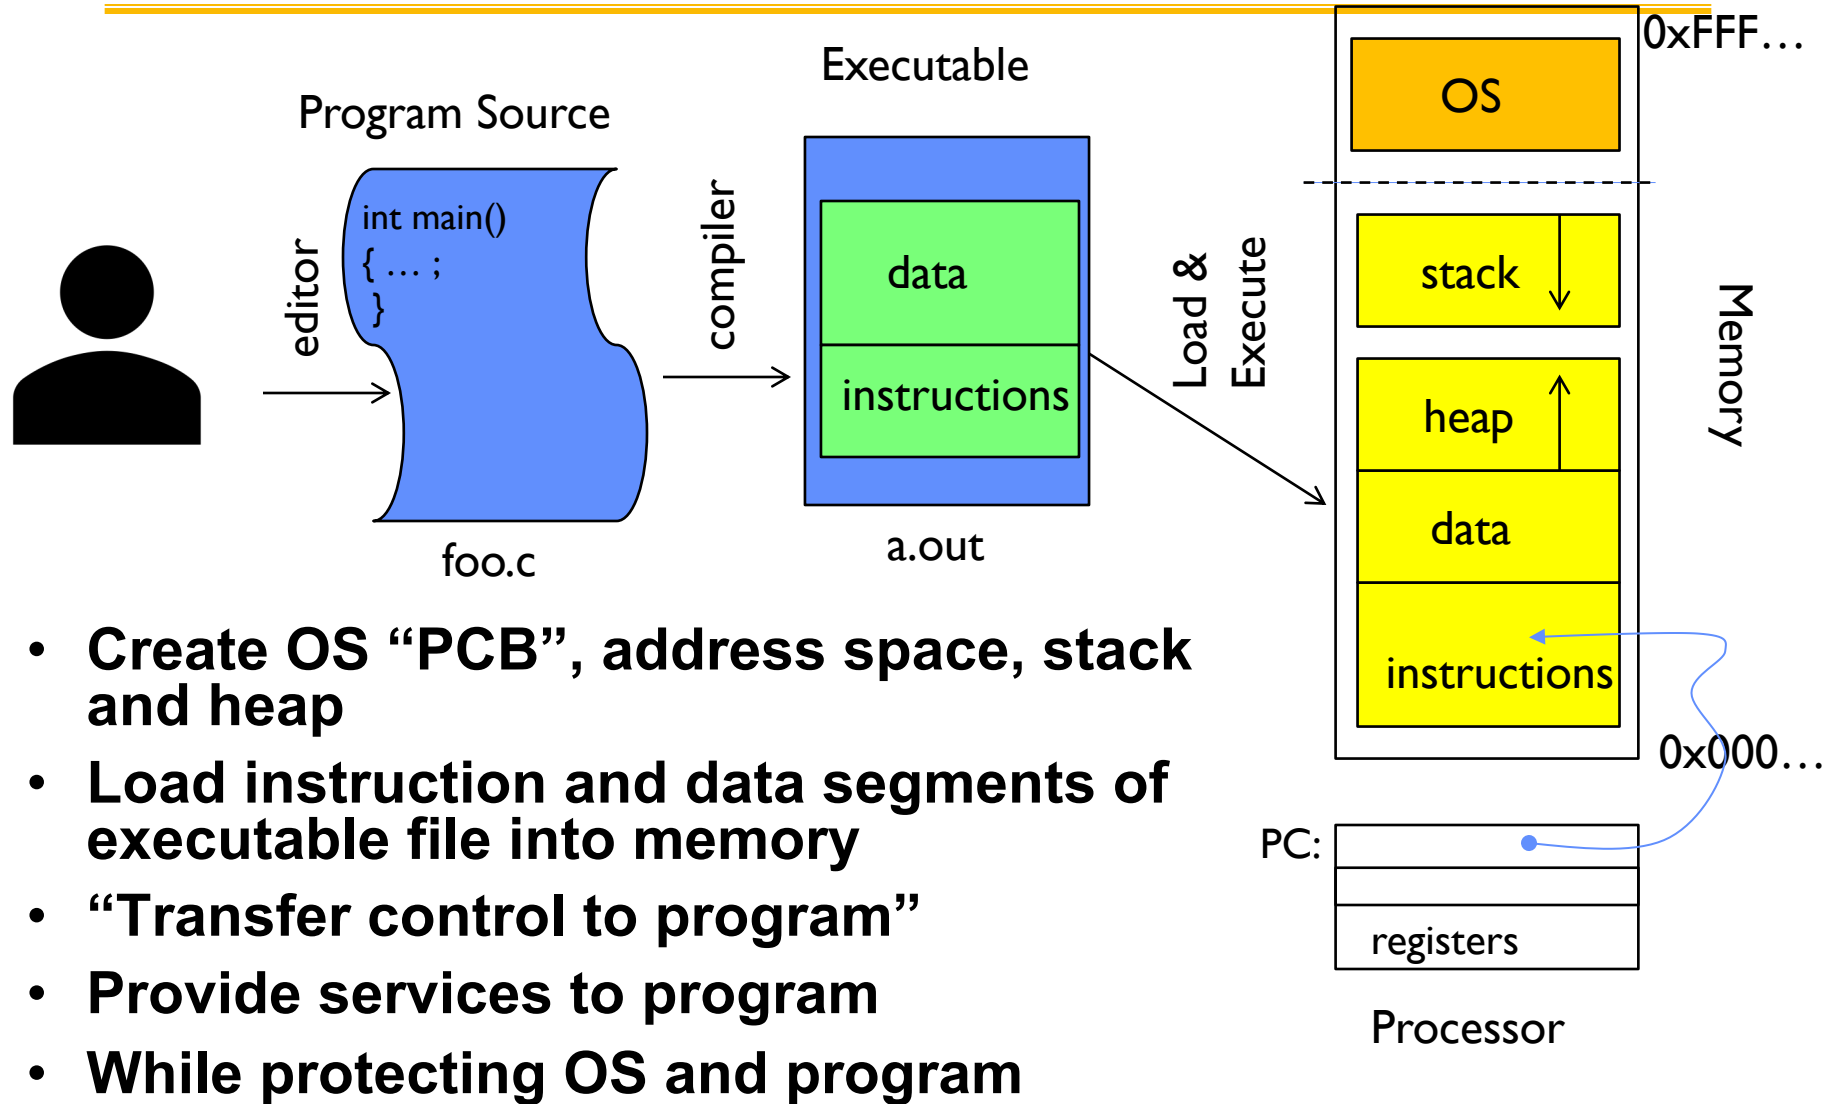 0xFFF…
Executable
OS
Program Source
compiler
int main()
{ … ;
}
editor
data
Load &
Execute
stack
Memory
instructions
heap
data
a.out
foo.c
• Create OS “PCB”, address space, stack
and heap
instructions
0x000…
• Load instruction and data segments of
executable file into memory
PC:
• “Transfer control to program”
registers
• Provide services to program
Processor
• While protecting OS and program